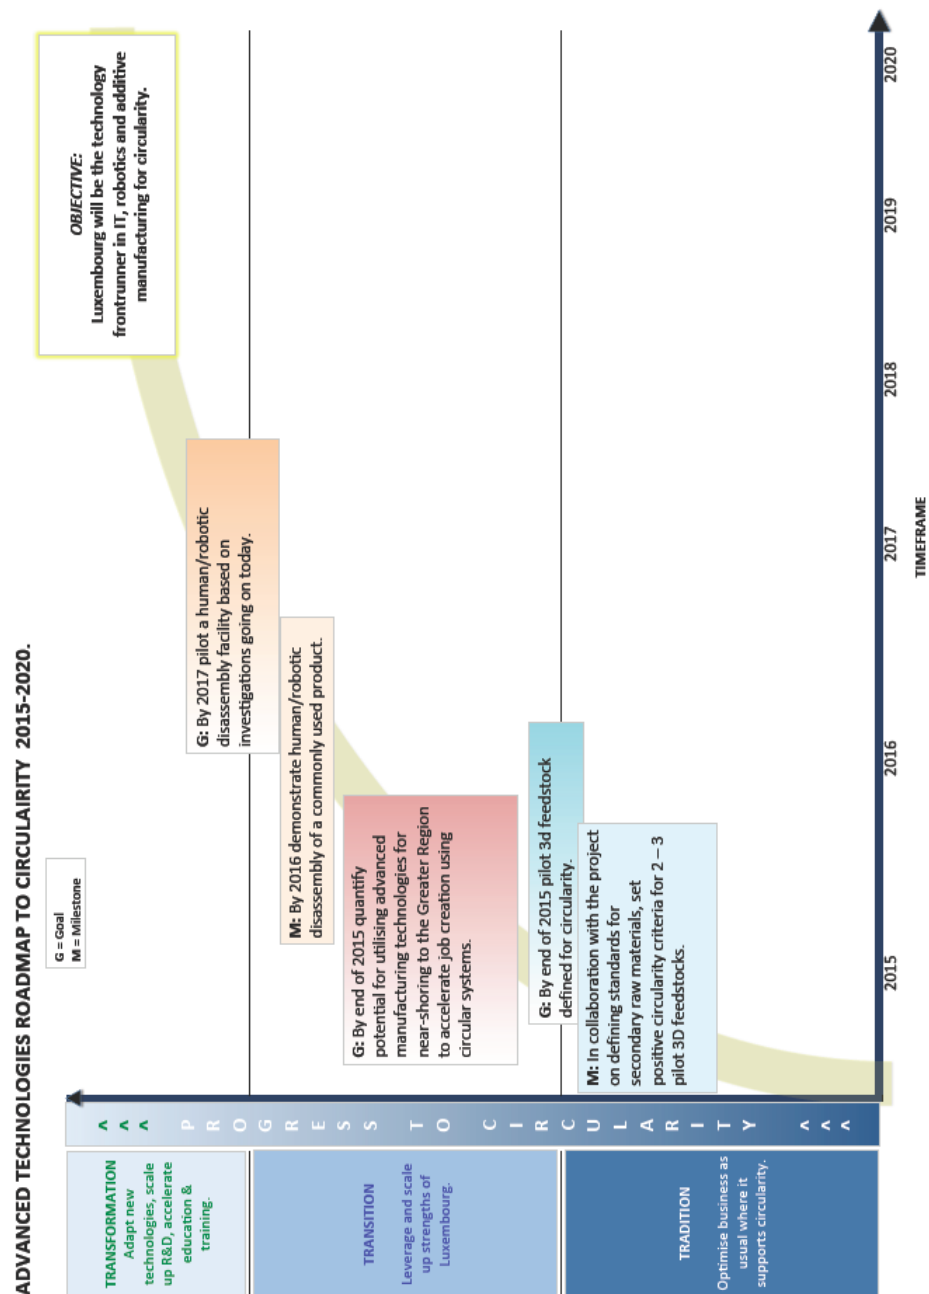 ADVANCED TECHNOLOGIES ROADMAP TO CIRCULAIRITY 2015-2020.
G = Goal
M = Milestone
OBJECTIVE:
Luxembourg will be the technology
frontrunner in IT, robotics and additive
manufacturing for circularity.
TRANSFORMATION
Adapt new
technologies, scale
up R&D, accelerate
education &
training.
TRANSITION
Leverage and scale
up strengths of
Luxembourg.
TRADITION
Optimise business as
usual where it
supports circularity.
^ ^ ^ PROGRESS TO CIRCULARITY ^ ^ ^
G: By 2017 pilot a human/robotic
disassembly facility based on
investigations going on today.
M: By 2016 demonstrate human/robotic
disassembly of a commonly used product.
G: By end of 2015 quantify
potential for utilising advanced
manufacturing technologies for
near-shoring to the Greater Region
to accelerate job creation using
circular systems.
G: By end of 2015 pilot 3d feedstock
defined for circularity.
M: In collaboration with the project
on defining standards for
secondary raw materials, set
positive circularity criteria for 2 – 3
pilot 3D feedstocks.
2015 2016 2017 2018 2019 2020
TIMEFRAME